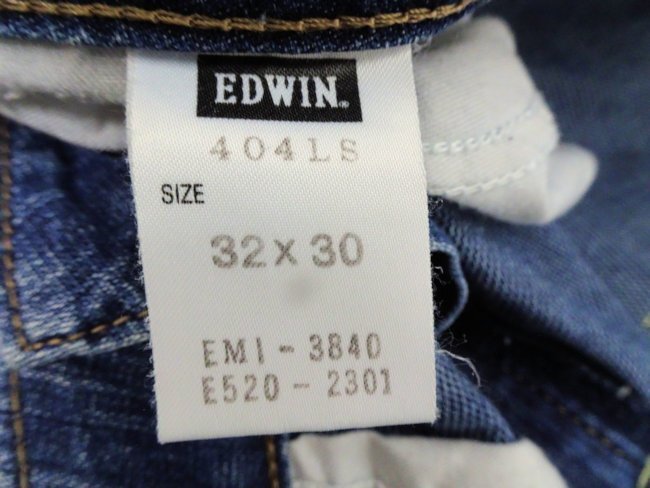 EDWIN.
404LS
SIZE
32 x 30
EMI - 3840
E520 - 2301